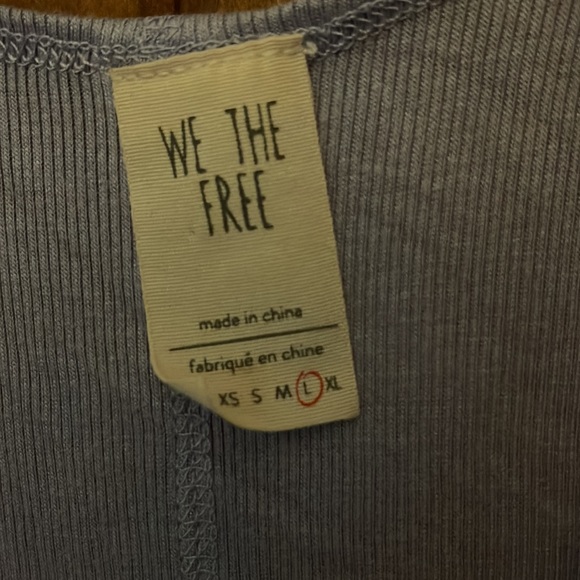 WE THE
FREE
made in china
fabriqué en chine
XS S M L XL